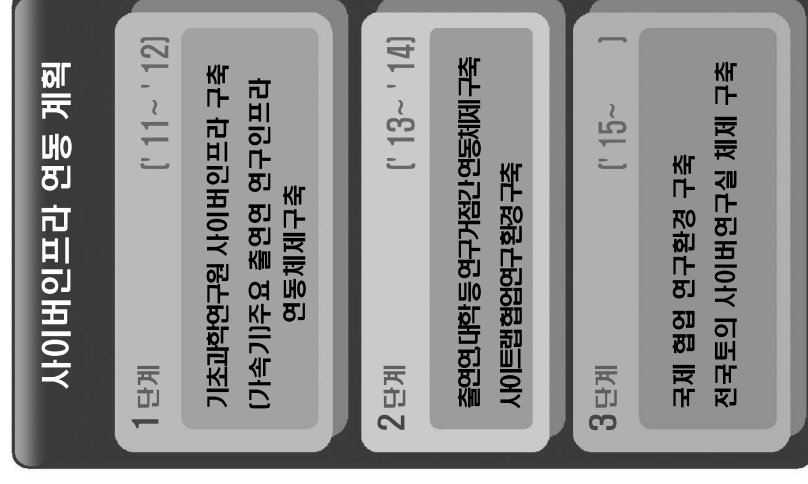 사이버인프라 연동 계획
1단계 (' 11~ ' 12)
기초과학연구원 사이버인프라 구축
(가속기)주요 출연연 연구인프라
연동체제구축
2단계 (' 13~ ' 14)
출연연,대학 등 연구거점간 연동체제 구축
사이트랩 협업연구 환경 구축
3단계 (' 15~ )
국제 협업 연구환경 구축
전국토의 사이버연구실 체제 구축